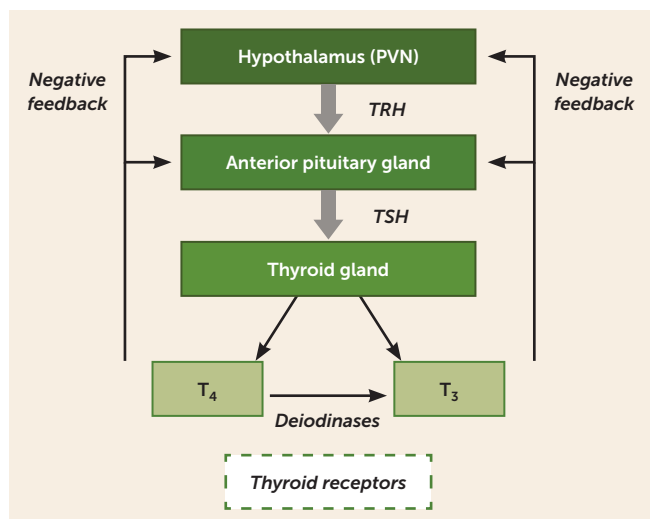 Hypothalamus (PVN)
Negative
feedback
Negative
feedback
TRH
Anterior pituitary gland
TSH
Thyroid gland
T₄
T₃
Deiodinases
Thyroid receptors